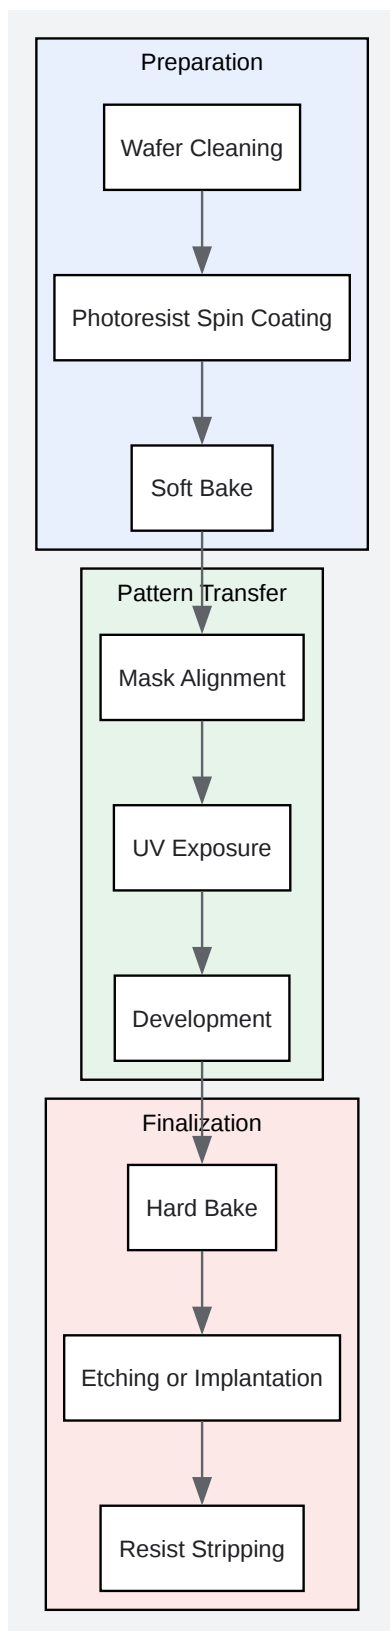 Preparation
Wafer Cleaning
Photoresist Spin Coating
Soft Bake
Pattern Transfer
Mask Alignment
UV Exposure
Development
Finalization
Hard Bake
Etching or Implantation
Resist Stripping